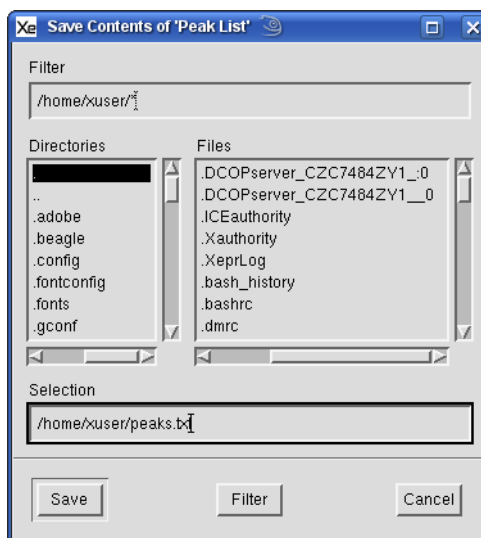 Xe Save Contents of 'Peak List'
Filter
/home/xuser/*
Directories
.
..
.adobe
.beagle
.config
.fontconfig
.fonts
.gconf
Files
.DCOPserver_CZC7484ZY1_:0
.DCOPserver_CZC7484ZY1__0
.ICEauthority
.Xauthority
.XeprLog
.bash_history
.bashrc
.dmrc
Selection
/home/xuser/peaks.txt
Save
Filter
Cancel